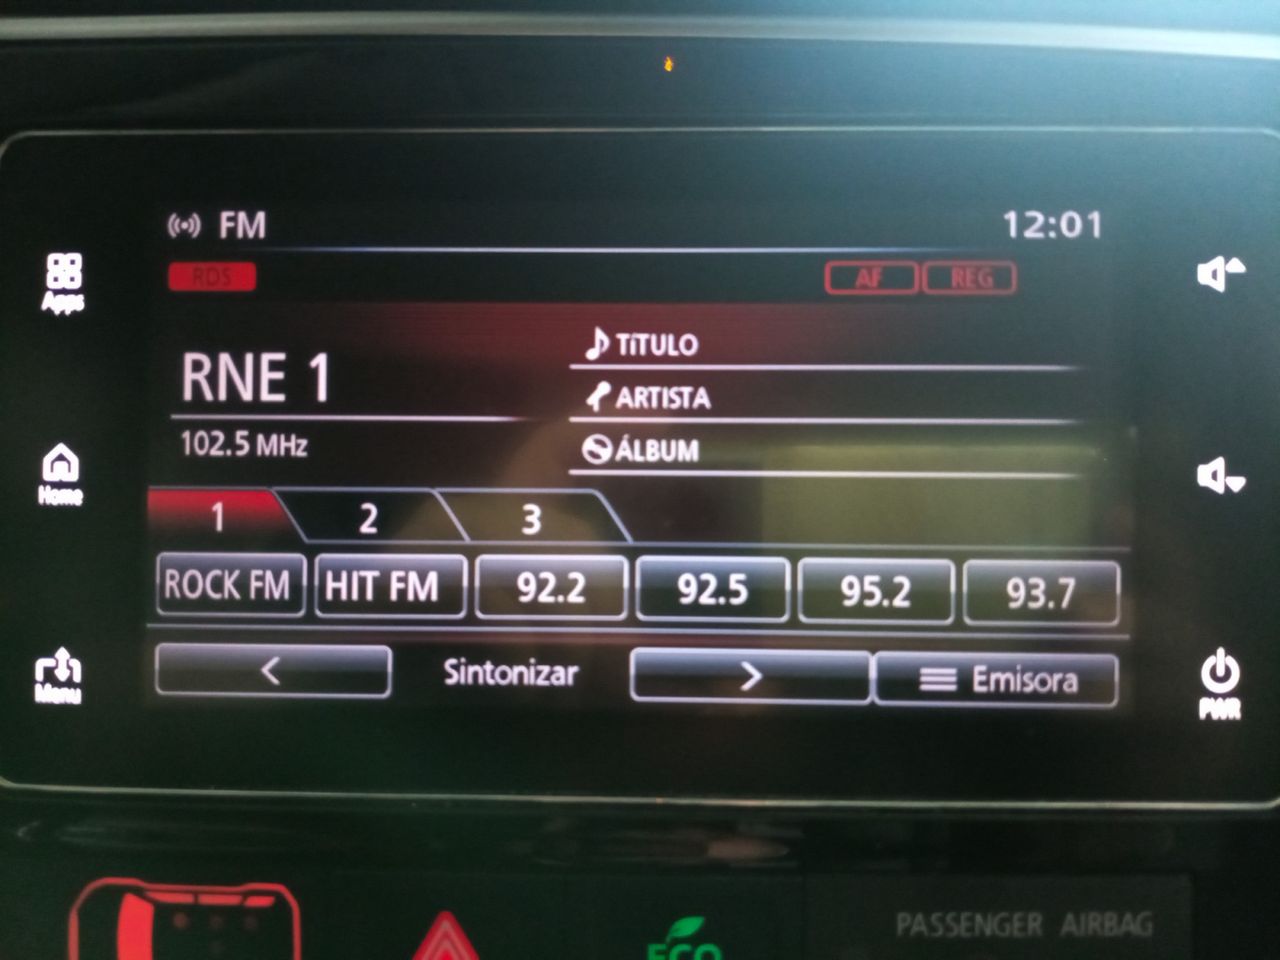 FM 12:01
RDS AF REG
Apps
TíTULO
RNE 1
ARTISTA
102.5 MHz
ÁLBUM
Home
1 2 3
ROCK FM HIT FM 92.2 92.5 95.2 93.7
< Sintonizar > Emisora
Menu
PWR
PASSENGER AIRBAG
ECO